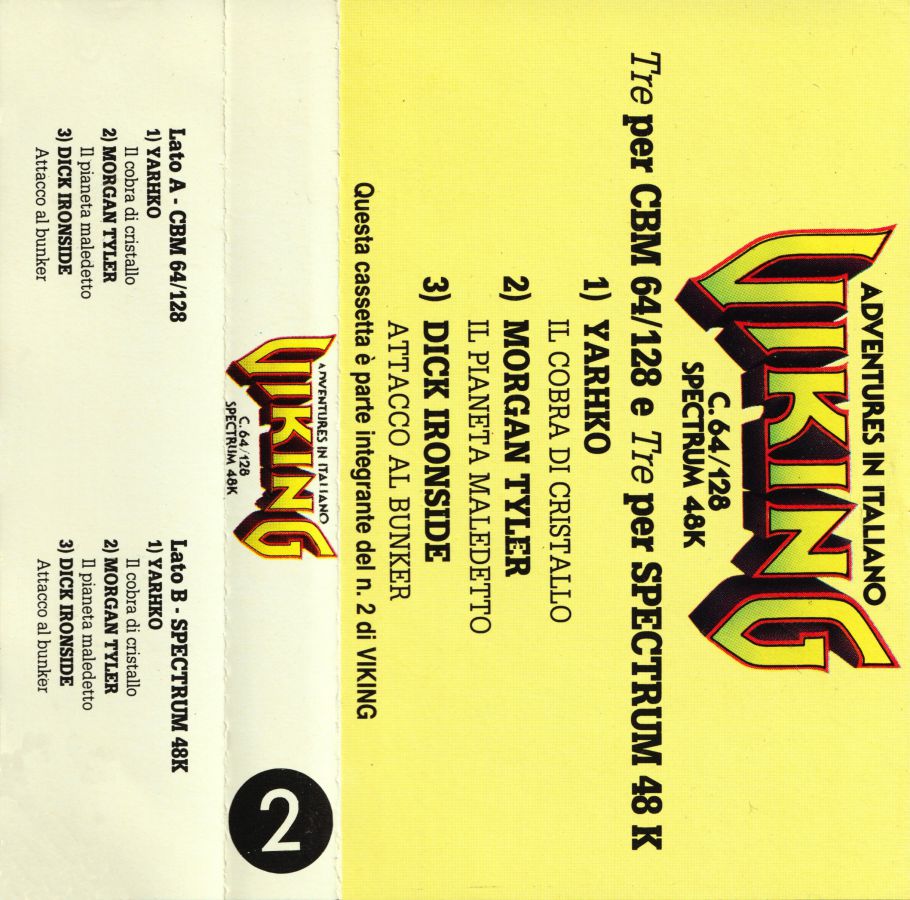 ADVENTURES IN ITALIANO
VIKING
C.64/128
SPECTRUM 48K
Tre per CBM 64/128 e Tre per SPECTRUM 48 K
1) YARHKO
IL COBRA DI CRISTALLO
2) MORGAN TYLER
IL PIANETA MALEDETTO
3) DICK IRONSIDE
ATTACCO AL BUNKER
Questa cassetta è parte integrante del n. 2 di VIKING
ADVENTURES IN ITALIANO
VIKING
C.64/128
SPECTRUM 48K
2
Lato A - CBM 64/128
1) YARHKO
Il cobra di cristallo
2) MORGAN TYLER
Il pianeta maledetto
3) DICK IRONSIDE
Attacco al bunker
Lato B - SPECTRUM 48K
1) YARHKO
Il cobra di cristallo
2) MORGAN TYLER
Il pianeta maledetto
3) DICK IRONSIDE
Attacco al bunker